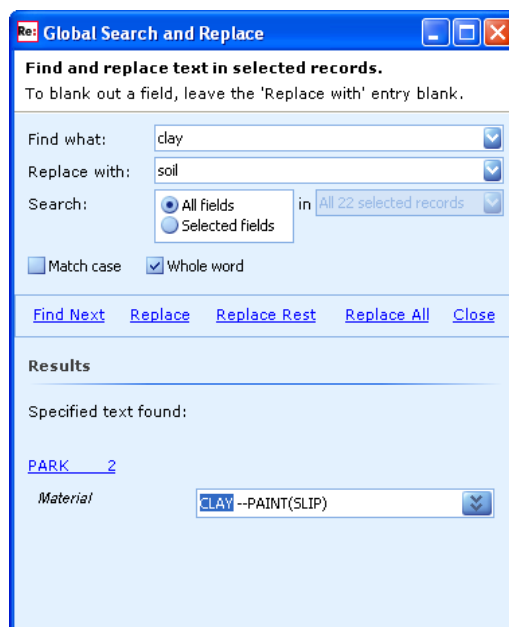 Re: Global Search and Replace
Find and replace text in selected records.
To blank out a field, leave the 'Replace with' entry blank.
Find what: clay
Replace with: soil
Search: All fields in All 22 selected records
Selected fields
Match case Whole word
Find Next Replace Replace Rest Replace All Close
Results
Specified text found:
PARK 2
Material CLAY --PAINT(SLIP)